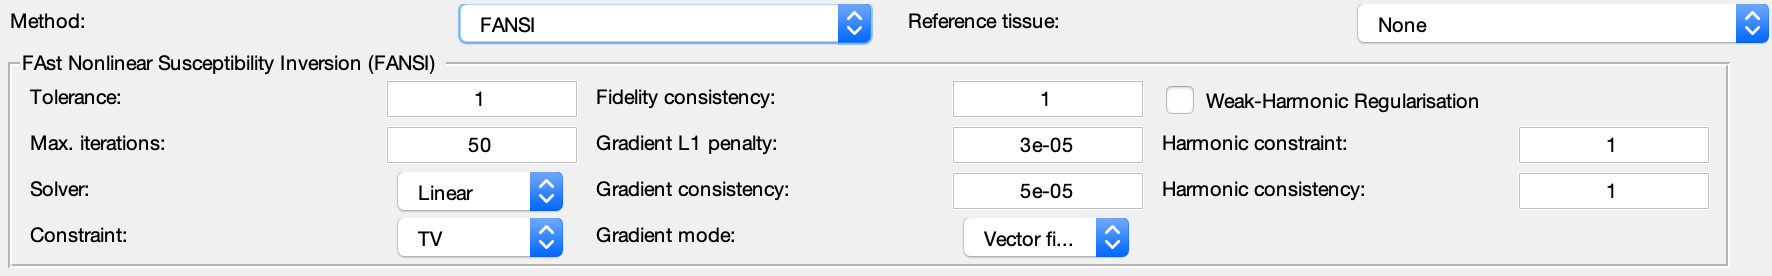 Method: FANSI Reference tissue: None
FAst Nonlinear Susceptibility Inversion (FANSI)
Tolerance: 1 Fidelity consistency: 1 Weak-Harmonic Regularisation
Max. iterations: 50 Gradient L1 penalty: 3e-05 Harmonic constraint: 1
Solver: Linear Gradient consistency: 5e-05 Harmonic consistency: 1
Constraint: TV Gradient mode: Vector fi...